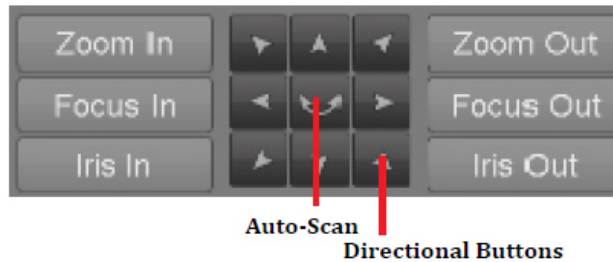 Zoom In Zoom Out
Focus In Focus Out
Iris In Iris Out
Auto-Scan
Directional Buttons